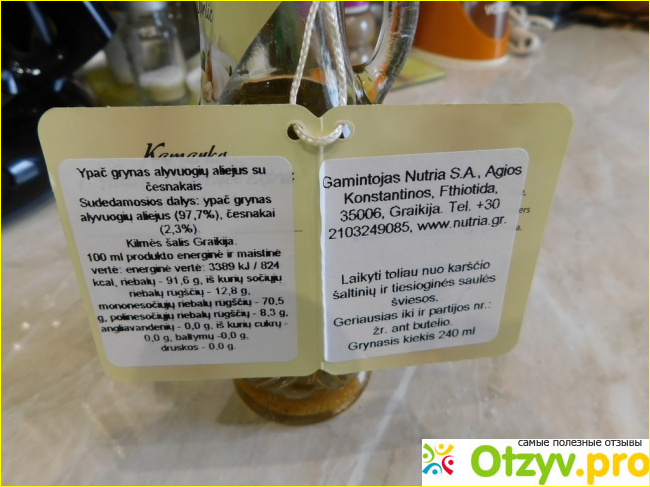 Ypač grynas alyvuogių aliejus su
česnakais
Sudedamosios dalys: ypač grynas
alyvuogių aliejus (97,7%), česnakai
(2,3%).
Kilmės šalis Graikija.
100 ml produkto energinė ir maistinė
vertė: energinė vertė: 3389 kJ / 824
kcal, riebalų - 91,6 g, iš kurių sočiųjų
riebalų rūgščių - 12,8 g,
mononesočiųjų riebalų rūgščių - 70,5
g, polinesočiųjų riebalų rūgščių - 8,3 g,
angliavandenių - 0,0 g, iš kurių cukrų -
0,0 g, baltymų -0,0 g,
druskos - 0,0 g.
Gamintojas Nutria S.A., Agios
Konstantinos, Fthiotida,
35006, Graikija. Tel. +30
2103249085, www.nutria.gr.
Laikyti toliau nuo karščio
šaltinių ir tiesioginės saulės
šviesos.
Geriausias iki ir partijos nr.:
žr. ant butelio.
Grynasis kiekis 240 ml
самые полезные отзывы
Otzyv.pro